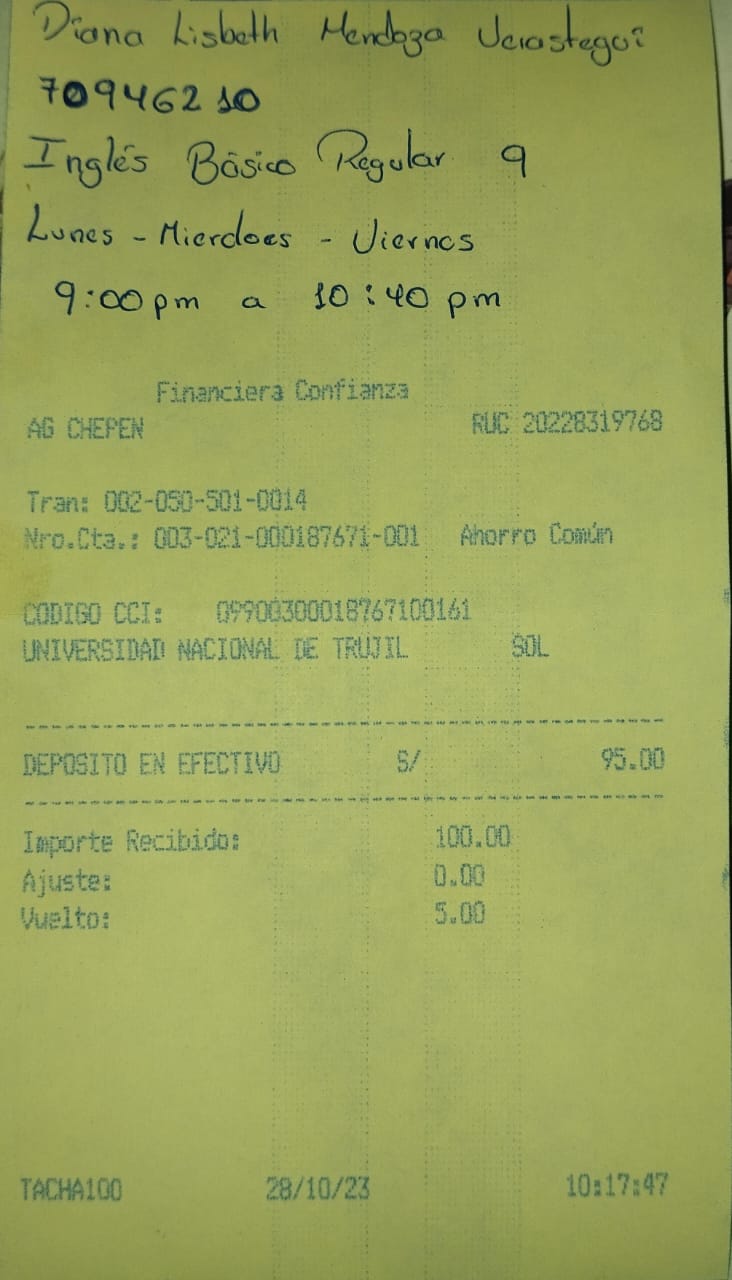 Diana Lisbeth Mendoza Verastegui
70946210
Inglés Básico Regular 9
Lunes - Mierdoes - Viernes
9:00 pm a 10:40 pm
Financiera Confianza
AG CHEPEN RUC 20228319768
Tran: 002-050-501-0014
Nro.Cta.: 003-021-000187671-001 Ahorro Común
CODIGO CCI: 09900300018767100161
UNIVERSIDAD NACIONAL DE TRUJIL SOL
DEPOSITO EN EFECTIVO S/ 95.00
Importe Recibido: 100.00
Ajuste: 0.00
Vuelto: 5.00
TACHA100 28/10/23 10:17:47